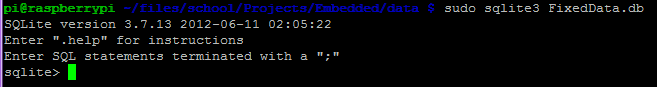 pi@raspberrypi ~/files/school/Projects/Embedded/data $ sudo sqlite3 FixedData.db
SQLite version 3.7.13 2012-06-11 02:05:22
Enter ".help" for instructions
Enter SQL statements terminated with a ";"
sqlite>